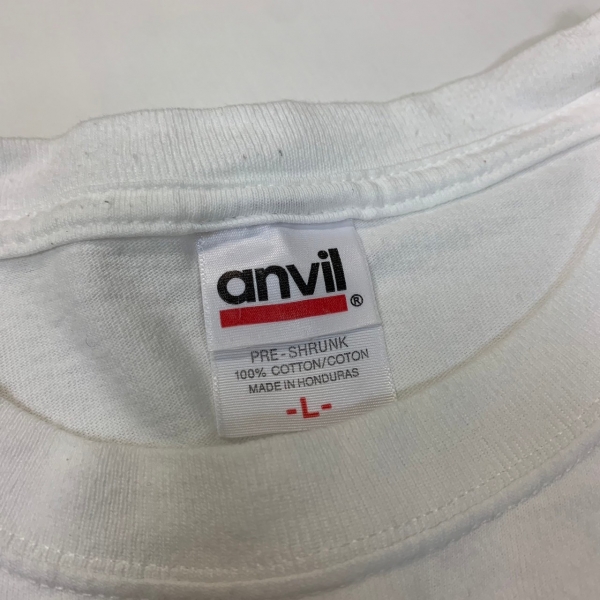 anvil®
PRE-SHRUNK
100% COTTON/COTON
MADE IN HONDURAS
-L-